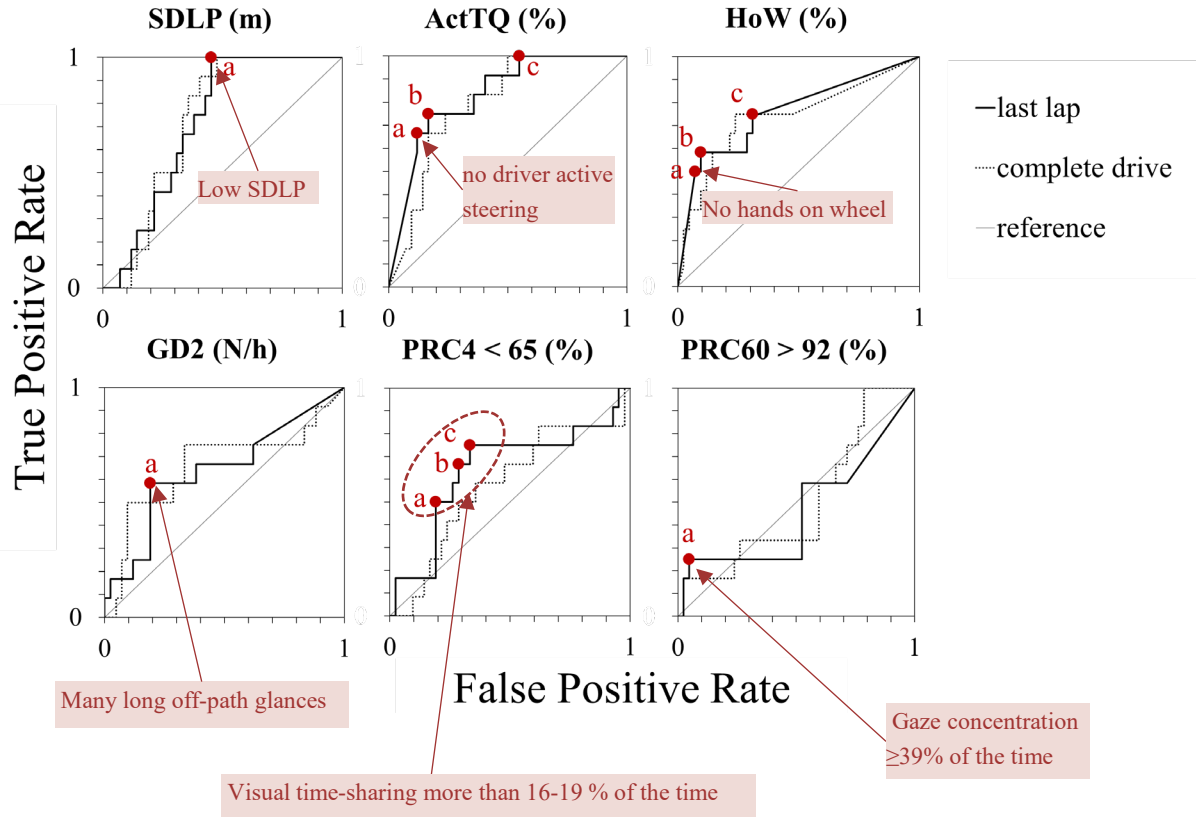 SDLP (m)
ActTQ (%)
HoW (%)
1
1
1
a
b
a
c
c
b
a
Low SDLP
no driver active
steering
No hands on wheel
last lap
complete drive
reference
True Positive Rate
0
0
0
0
1
0
1
0
1
GD2 (N/h)
PRC4 < 65 (%)
PRC60 > 92 (%)
1
1
1
a
c
b
a
a
0
0
0
0
1
0
1
0
1
False Positive Rate
Many long off-path glances
Gaze concentration
≥39% of the time
Visual time-sharing more than 16-19 % of the time